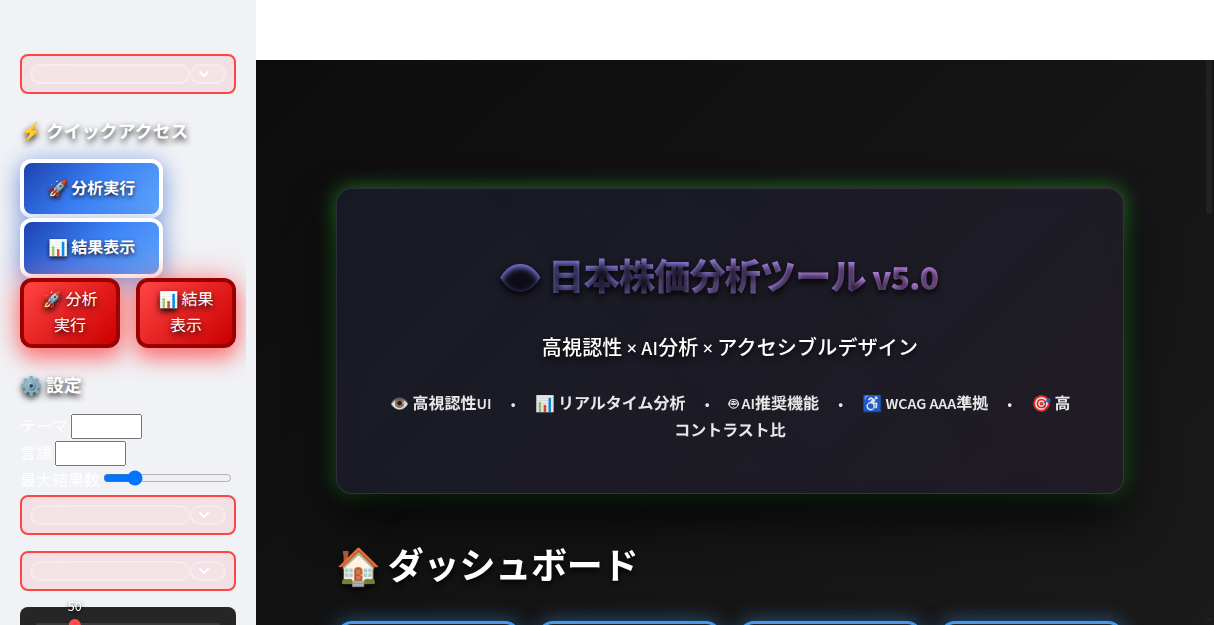 ⚡ クイックアクセス
🚀 分析実行
📊 結果表示
🚀 分析
実行
📊 結果
表示
⚙️ 設定
テーマ
言語
最大結果数
50
👁 日本株価分析ツール v5.0
高視認性 × AI分析 × アクセシブルデザイン
👁️ 高視認性UI • 📊 リアルタイム分析 • 🤖 AI推奨機能 • ♿ WCAG AAA準拠 • 🎯 高
コントラスト比
🏠 ダッシュボード